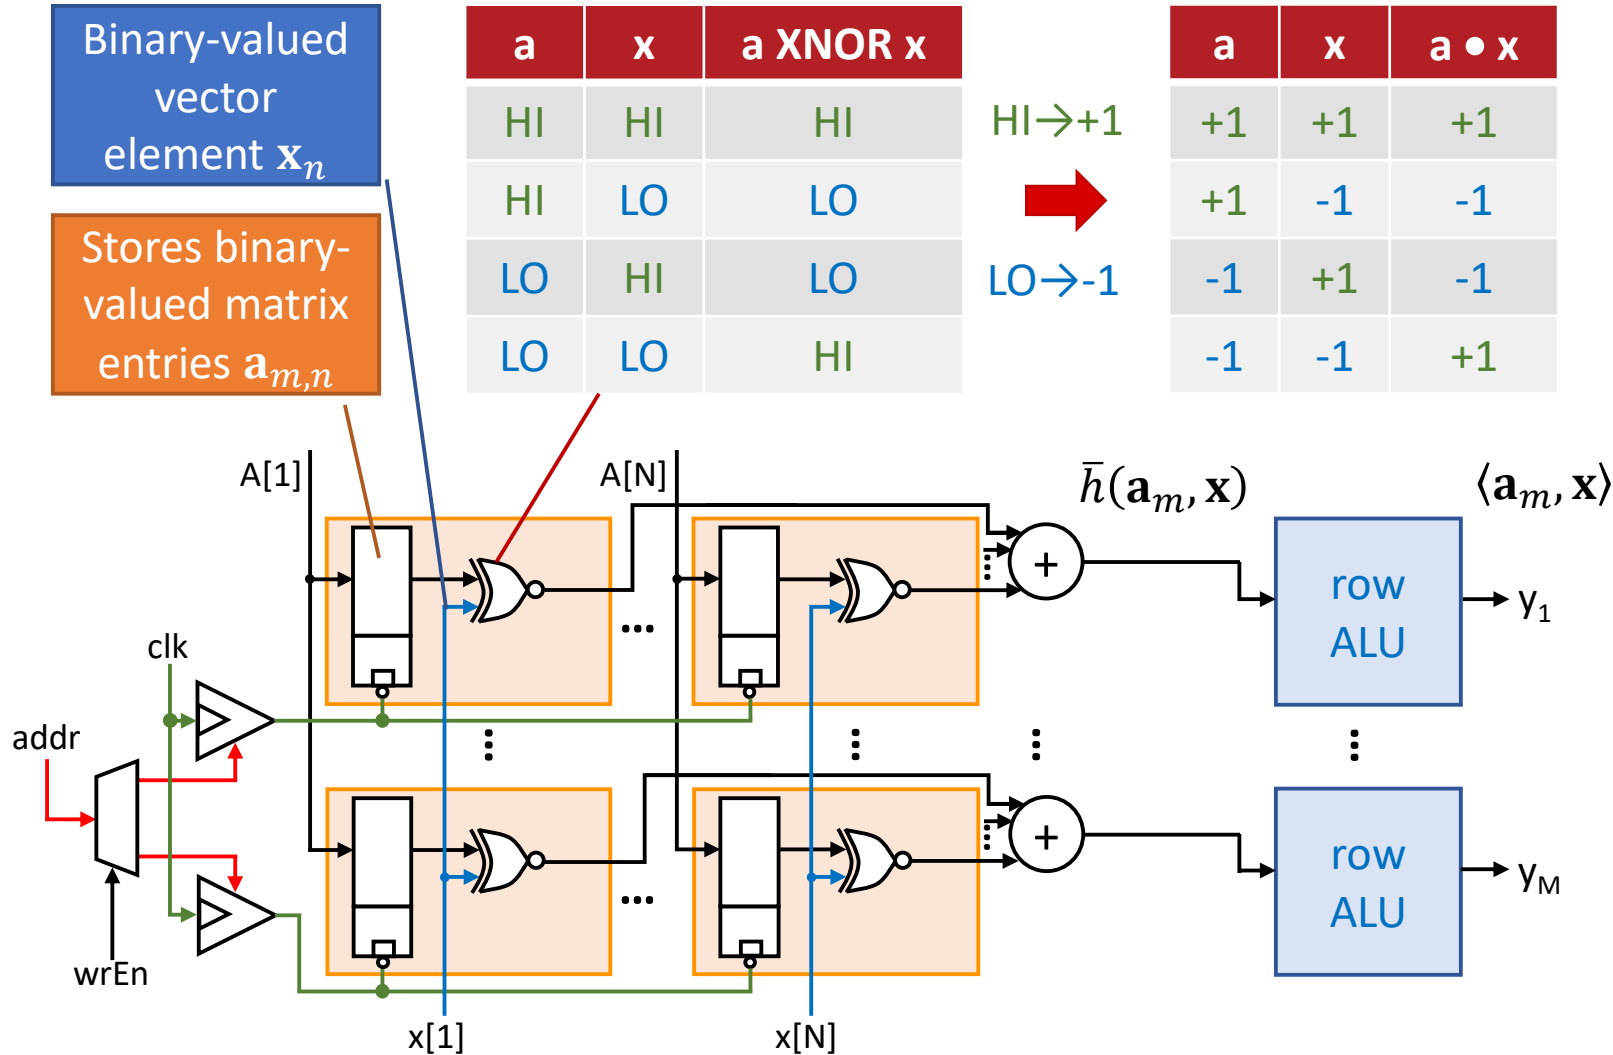 Binary-valued
vector
element 𝐱ₙ
Stores binary-
valued matrix
entries 𝐚ₘ,ₙ
a x a XNOR x
HI HI HI
HI LO LO
LO HI LO
LO LO HI
HI→+1
LO→-1
a x a • x
+1 +1 +1
+1 -1 -1
-1 +1 -1
-1 -1 +1
A[1]
A[N]
h̄(𝐚ₘ, 𝐱)
⟨𝐚ₘ, 𝐱⟩
+
row
ALU
y₁
...
clk
addr
+
row
ALU
y_M
...
wrEn
x[1]
x[N]